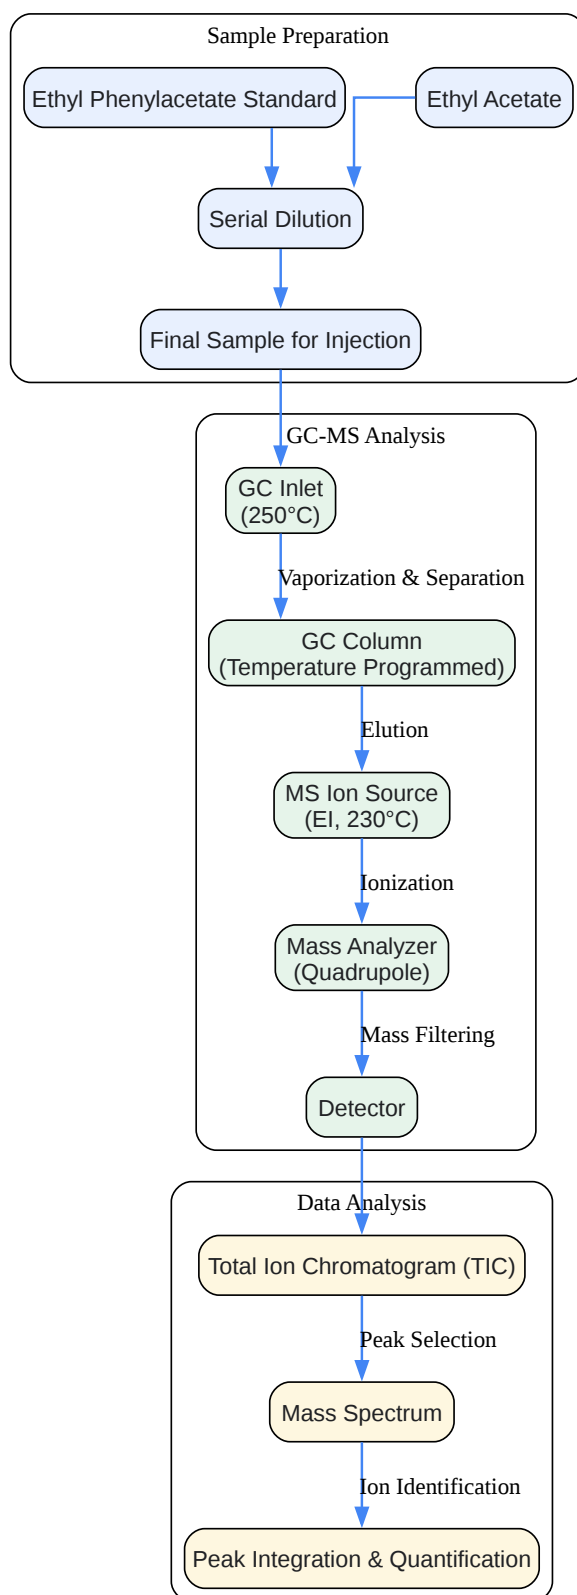 Sample Preparation
Ethyl Phenylacetate Standard
Ethyl Acetate
Serial Dilution
Final Sample for Injection
GC-MS Analysis
GC Inlet
(250°C)
Vaporization & Separation
GC Column
(Temperature Programmed)
Elution
MS Ion Source
(EI, 230°C)
Ionization
Mass Analyzer
(Quadrupole)
Mass Filtering
Detector
Data Analysis
Total Ion Chromatogram (TIC)
Peak Selection
Mass Spectrum
Ion Identification
Peak Integration & Quantification